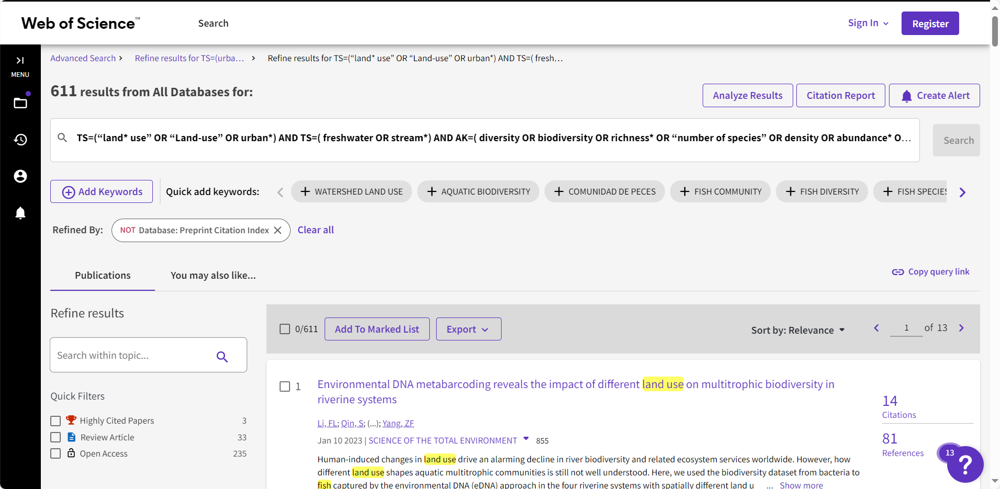 Web of Science™
Search
Sign In
Register
MENU
Advanced Search > Refine results for TS=(urba… > Refine results for TS=(“land* use” OR “Land-use” OR urban*) AND TS=( fresh…
611 results from All Databases for:
Analyze Results
Citation Report
Create Alert
TS=(“land* use” OR “Land-use” OR urban*) AND TS=( freshwater OR stream*) AND AK=( diversity OR biodiversity OR richness* OR “number of species” OR density OR abundance* O…
Search
Add Keywords
Quick add keywords:
+ WATERSHED LAND USE
+ AQUATIC BIODIVERSITY
+ COMUNIDAD DE PECES
+ FISH COMMUNITY
+ FISH DIVERSITY
+ FISH SPECIES
Refined By:
NOT Database: Preprint Citation Index
Clear all
Publications
You may also like...
Copy query link
Refine results
Search within topic...
Quick Filters
Highly Cited Papers 3
Review Article 33
Open Access 235
0/611
Add To Marked List
Export
Sort by: Relevance
1 of 13
1
Environmental DNA metabarcoding reveals the impact of different land use on multitrophic biodiversity in
riverine systems
Li, FL; Qin, S; (...); Yang, ZF
Jan 10 2023 | SCIENCE OF THE TOTAL ENVIRONMENT 855
Human-induced changes in land use drive an alarming decline in river biodiversity and related ecosystem services worldwide. However, how
different land use shapes aquatic multitrophic communities is still not well understood. Here, we used the biodiversity dataset from bacteria to
fish captured by the environmental DNA (eDNA) approach in the four riverine systems with spatially different land u ... Show more
14
Citations
81
References
13
?